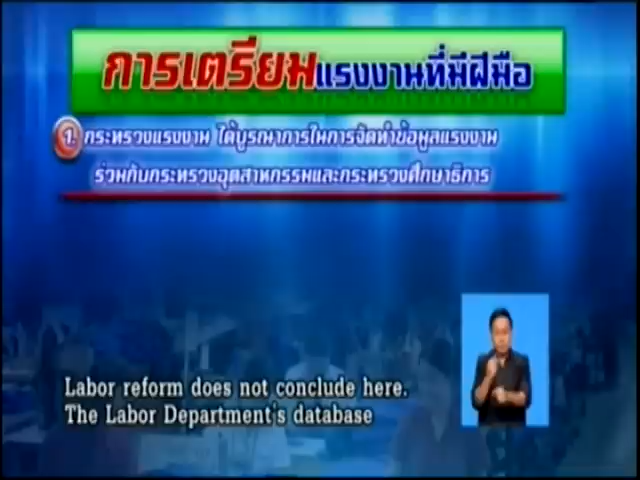 การเตรียมแรงงานที่มีฝีมือ
1. กระทรวงแรงงาน ได้บูรณาการในการจัดทำข้อมูลแรงงาน
ร่วมกับกระทรวงอุตสาหกรรมและกระทรวงศึกษาธิการ
Labor reform does not conclude here.
The Labor Department's database